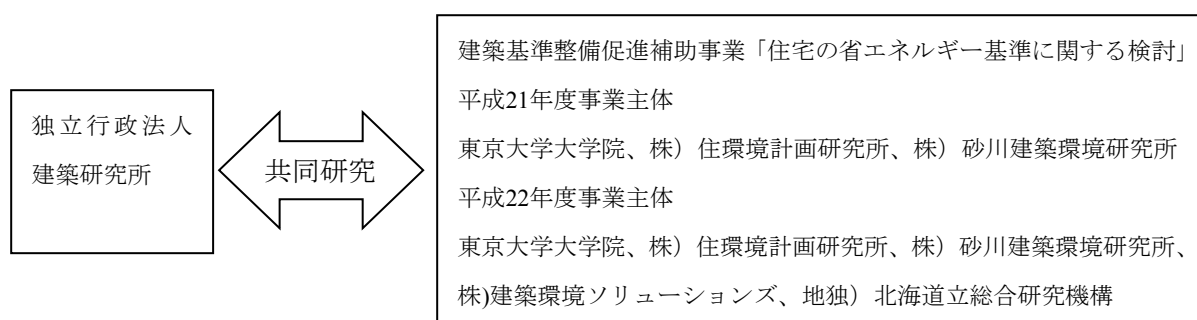 独立行政法人
建築研究所
共同研究
建築基準整備促進補助事業「住宅の省エネルギー基準に関する検討」
平成21年度事業主体
東京大学大学院、株）住環境計画研究所、株）砂川建築環境研究所
平成22年度事業主体
東京大学大学院、株）住環境計画研究所、株）砂川建築環境研究所、
株)建築環境ソリューションズ、地独）北海道立総合研究機構